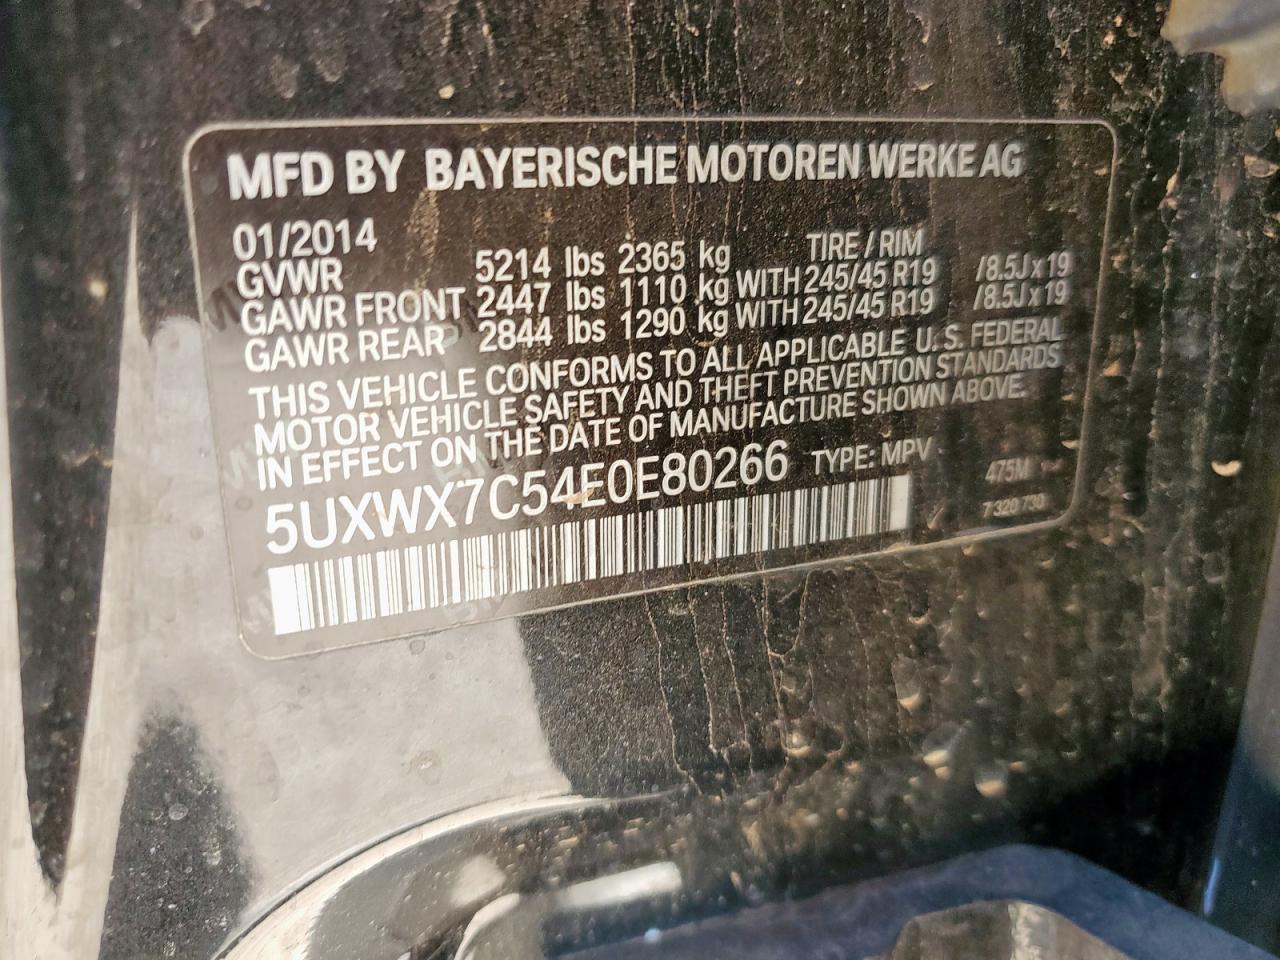 MFD BY BAYERISCHE MOTOREN WERKE AG
01/2014 TIRE / RIM
GVWR 5214 lbs 2365 kg
GAWR FRONT 2447 lbs 1110 kg WITH 245/45 R19 /8.5J x 19
GAWR REAR 2844 lbs 1290 kg WITH 245/45 R19 /8.5J x 19
THIS VEHICLE CONFORMS TO ALL APPLICABLE U.S. FEDERAL
MOTOR VEHICLE SAFETY AND THEFT PREVENTION STANDARDS
IN EFFECT ON THE DATE OF MANUFACTURE SHOWN ABOVE.
5UXWX7C54E0E80266 TYPE: MPV
475M